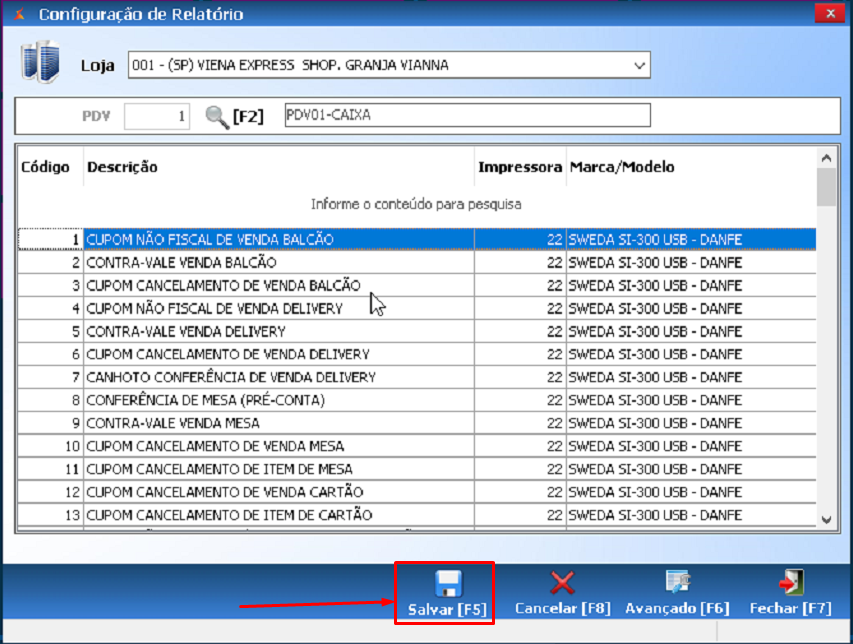 Configuração de Relatório
Loja 001 - (SP) VIENA EXPRESS SHOP. GRANJA VIANNA
PDV 1 [F2] PDV01-CAIXA
Código Descrição Impressora Marca/Modelo
Informe o conteúdo para pesquisa
1 CUPOM NÃO FISCAL DE VENDA BALCÃO 22 SWEDA SI-300 USB - DANFE
2 CONTRA-VALE VENDA BALCÃO 22 SWEDA SI-300 USB - DANFE
3 CUPOM CANCELAMENTO DE VENDA BALCÃO 22 SWEDA SI-300 USB - DANFE
4 CUPOM NÃO FISCAL DE VENDA DELIVERY 22 SWEDA SI-300 USB - DANFE
5 CONTRA-VALE VENDA DELIVERY 22 SWEDA SI-300 USB - DANFE
6 CUPOM CANCELAMENTO DE VENDA DELIVERY 22 SWEDA SI-300 USB - DANFE
7 CANHOTO CONFERÊNCIA DE VENDA DELIVERY 22 SWEDA SI-300 USB - DANFE
8 CONFERÊNCIA DE MESA (PRÉ-CONTA) 22 SWEDA SI-300 USB - DANFE
9 CONTRA-VALE VENDA MESA 22 SWEDA SI-300 USB - DANFE
10 CUPOM CANCELAMENTO DE VENDA MESA 22 SWEDA SI-300 USB - DANFE
11 CUPOM CANCELAMENTO DE ITEM DE MESA 22 SWEDA SI-300 USB - DANFE
12 CUPOM CANCELAMENTO DE VENDA CARTÃO 22 SWEDA SI-300 USB - DANFE
13 CUPOM CANCELAMENTO DE ITEM DE CARTÃO 22 SWEDA SI-300 USB - DANFE
Salvar [F5] Cancelar [F8] Avançado [F6] Fechar [F7]